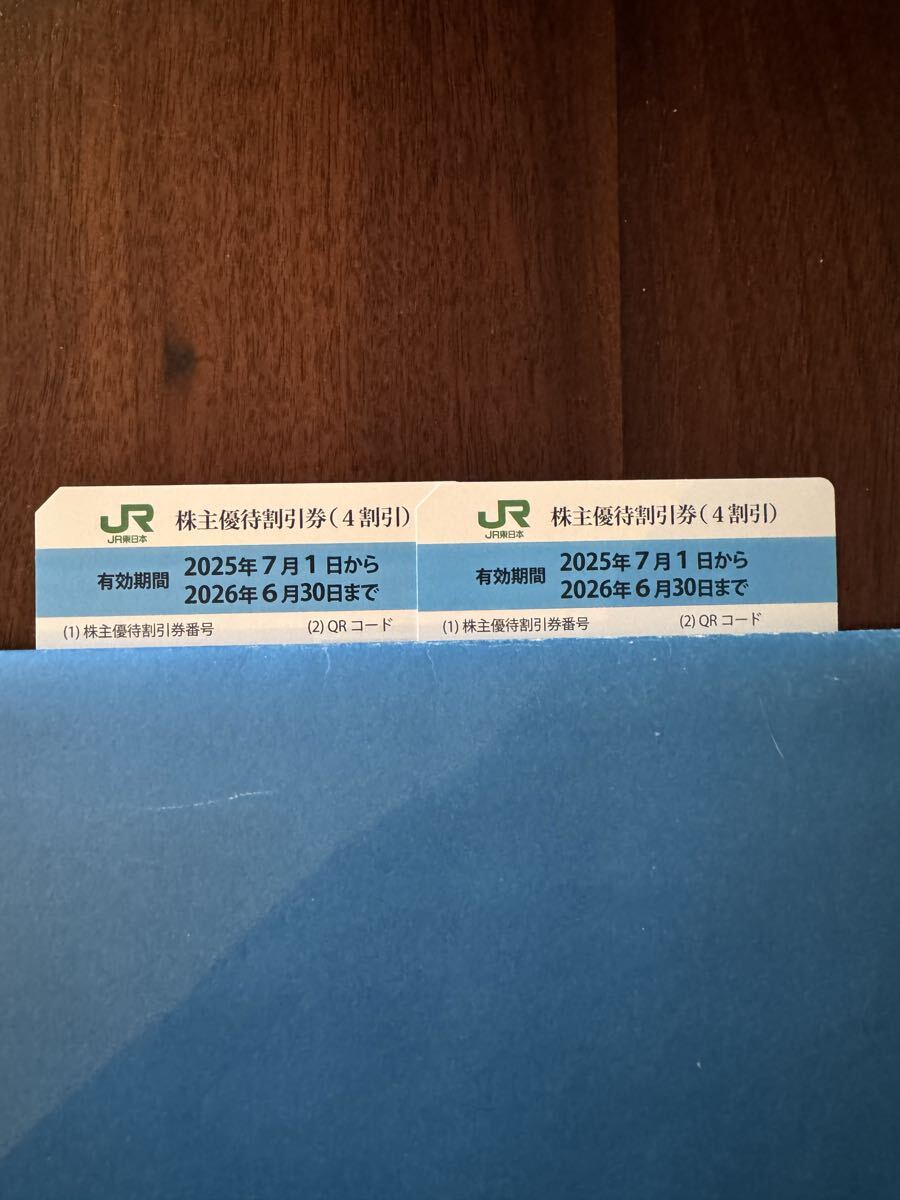 JR
JR東日本
株主優待割引券(4割引)
有効期間
2025年7月1日から
2026年6月30日まで
(1) 株主優待割引券番号
(2) QRコード
JR
JR東日本
株主優待割引券(4割引)
有効期間
2025年7月1日から
2026年6月30日まで
(1) 株主優待割引券番号
(2) QRコード